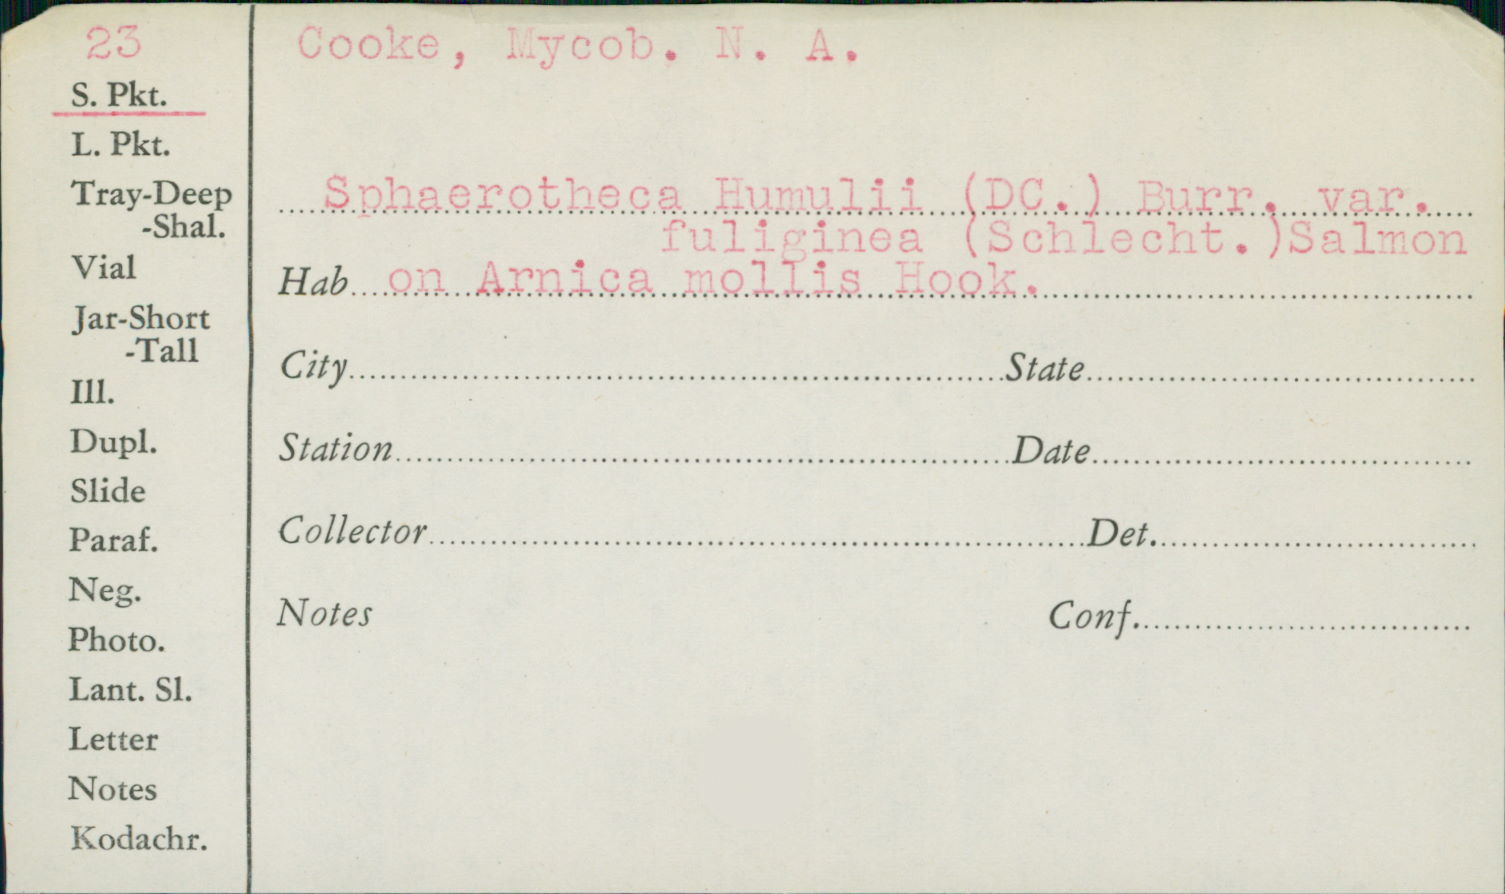 23
S. Pkt.
L. Pkt.
Tray-Deep
-Shal.
Vial
Jar-Short
-Tall
Ill.
Dupl.
Slide
Paraf.
Neg.
Photo.
Lant. Sl.
Letter
Notes
Kodachr.
Cooke, Mycob. N. A.
Sphaerotheca Humulii (DC.) Burr. var.
fuliginea (Schlecht.)Salmon
Hab. on Arnica mollis Hook.
City State
Station Date
Collector Det.
Notes Conf.